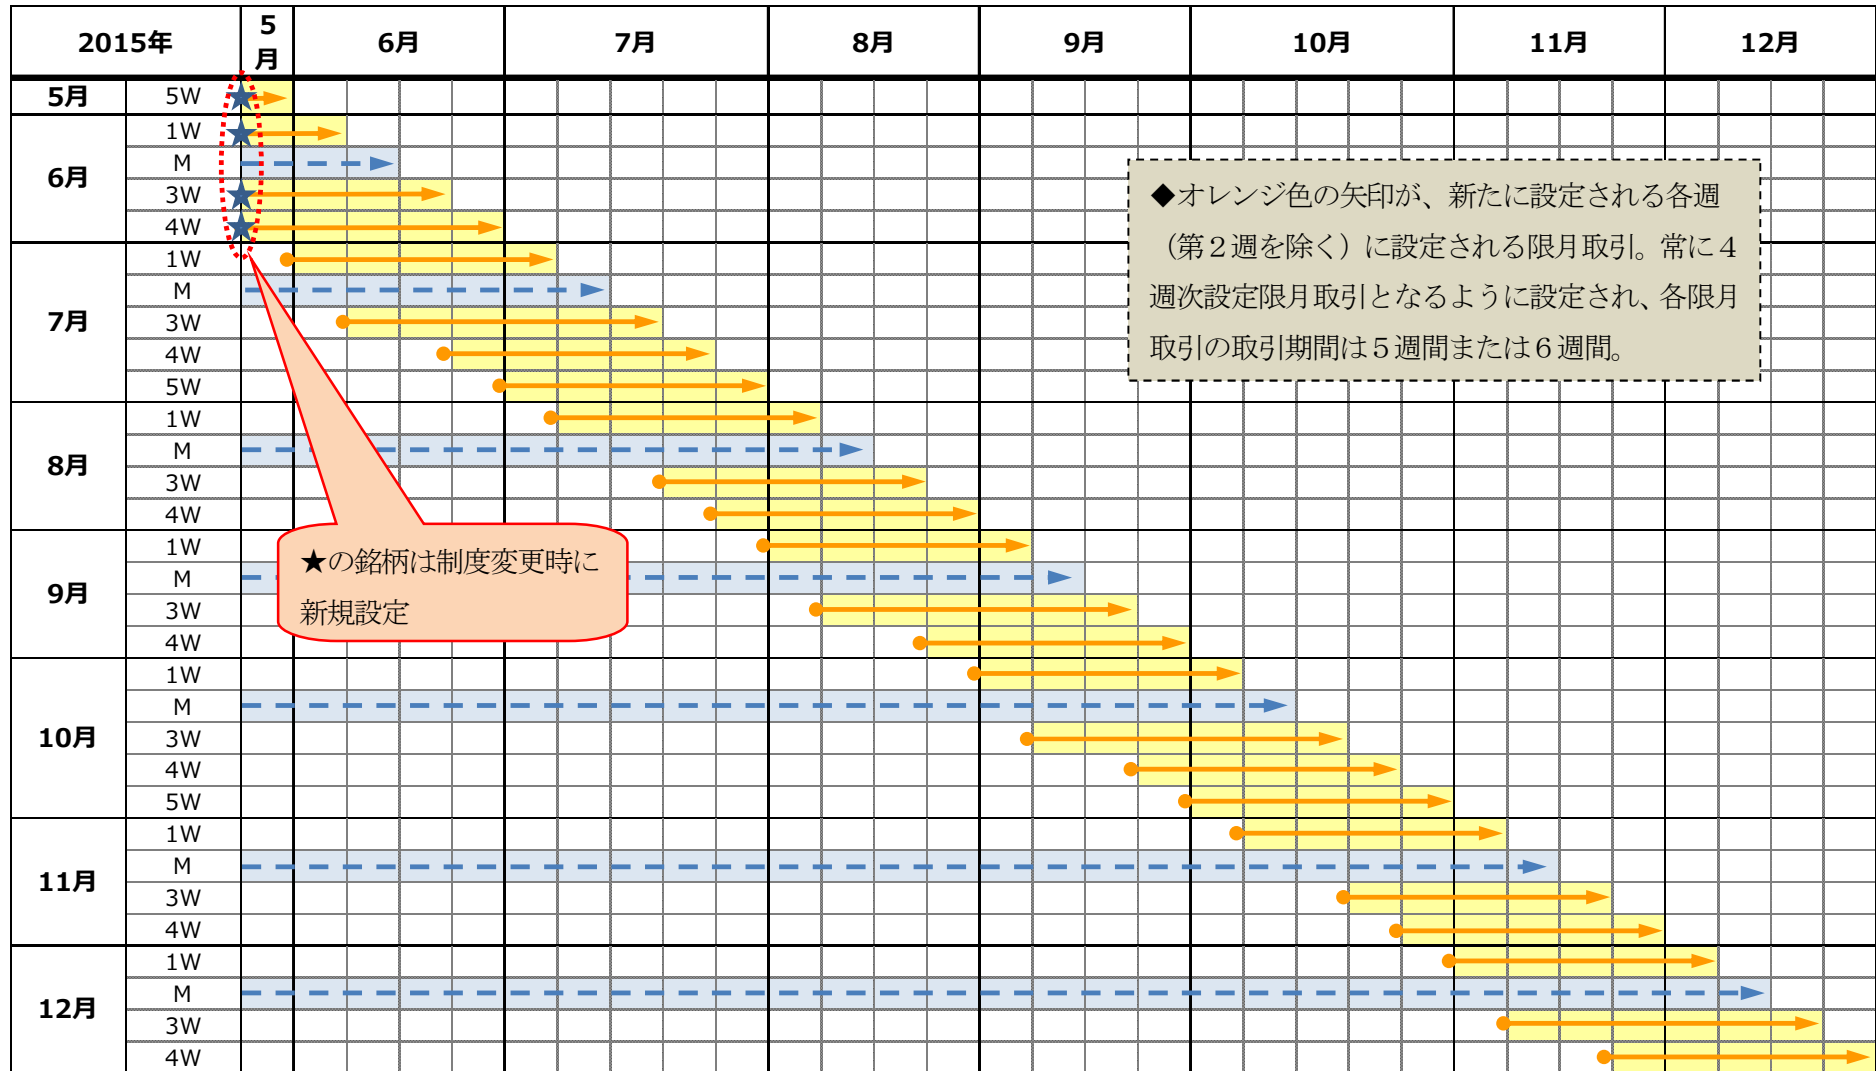 2015年 5月 6月 7月 8月 9月 10月 11月 12月
5月 5W
6月 1W
M
3W
4W
7月 1W
M
3W
4W
5W
8月 1W
M
3W
4W
9月 1W
M
3W
4W
10月 1W
M
3W
4W
5W
11月 1W
M
3W
4W
12月 1W
M
3W
4W
◆オレンジ色の矢印が、新たに設定される各週
（第２週を除く）に設定される限月取引。常に４
週次設定限月取引となるように設定され、各限月
取引の取引期間は５週間または６週間。
★の銘柄は制度変更時に
新規設定